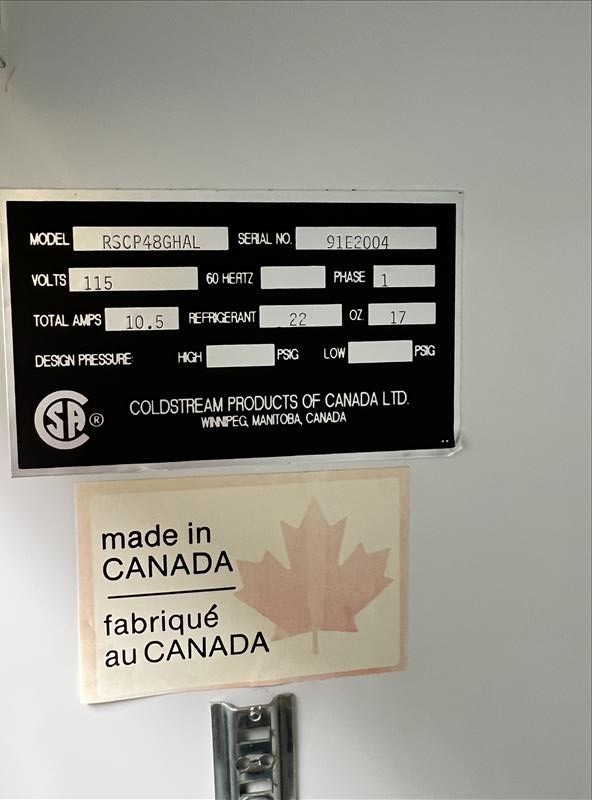 MODEL RSCP48GHAL SERIAL NO. 91E2004
VOLTS 115 60 HERTZ PHASE 1
TOTAL AMPS 10.5 REFRIGERANT 22 OZ 17
DESIGN PRESSURE: HIGH PSIG LOW PSIG
SA ® COLDSTREAM PRODUCTS OF CANADA LTD.
WINNIPEG, MANITOBA, CANADA
made in
CANADA
fabriqué
au CANADA